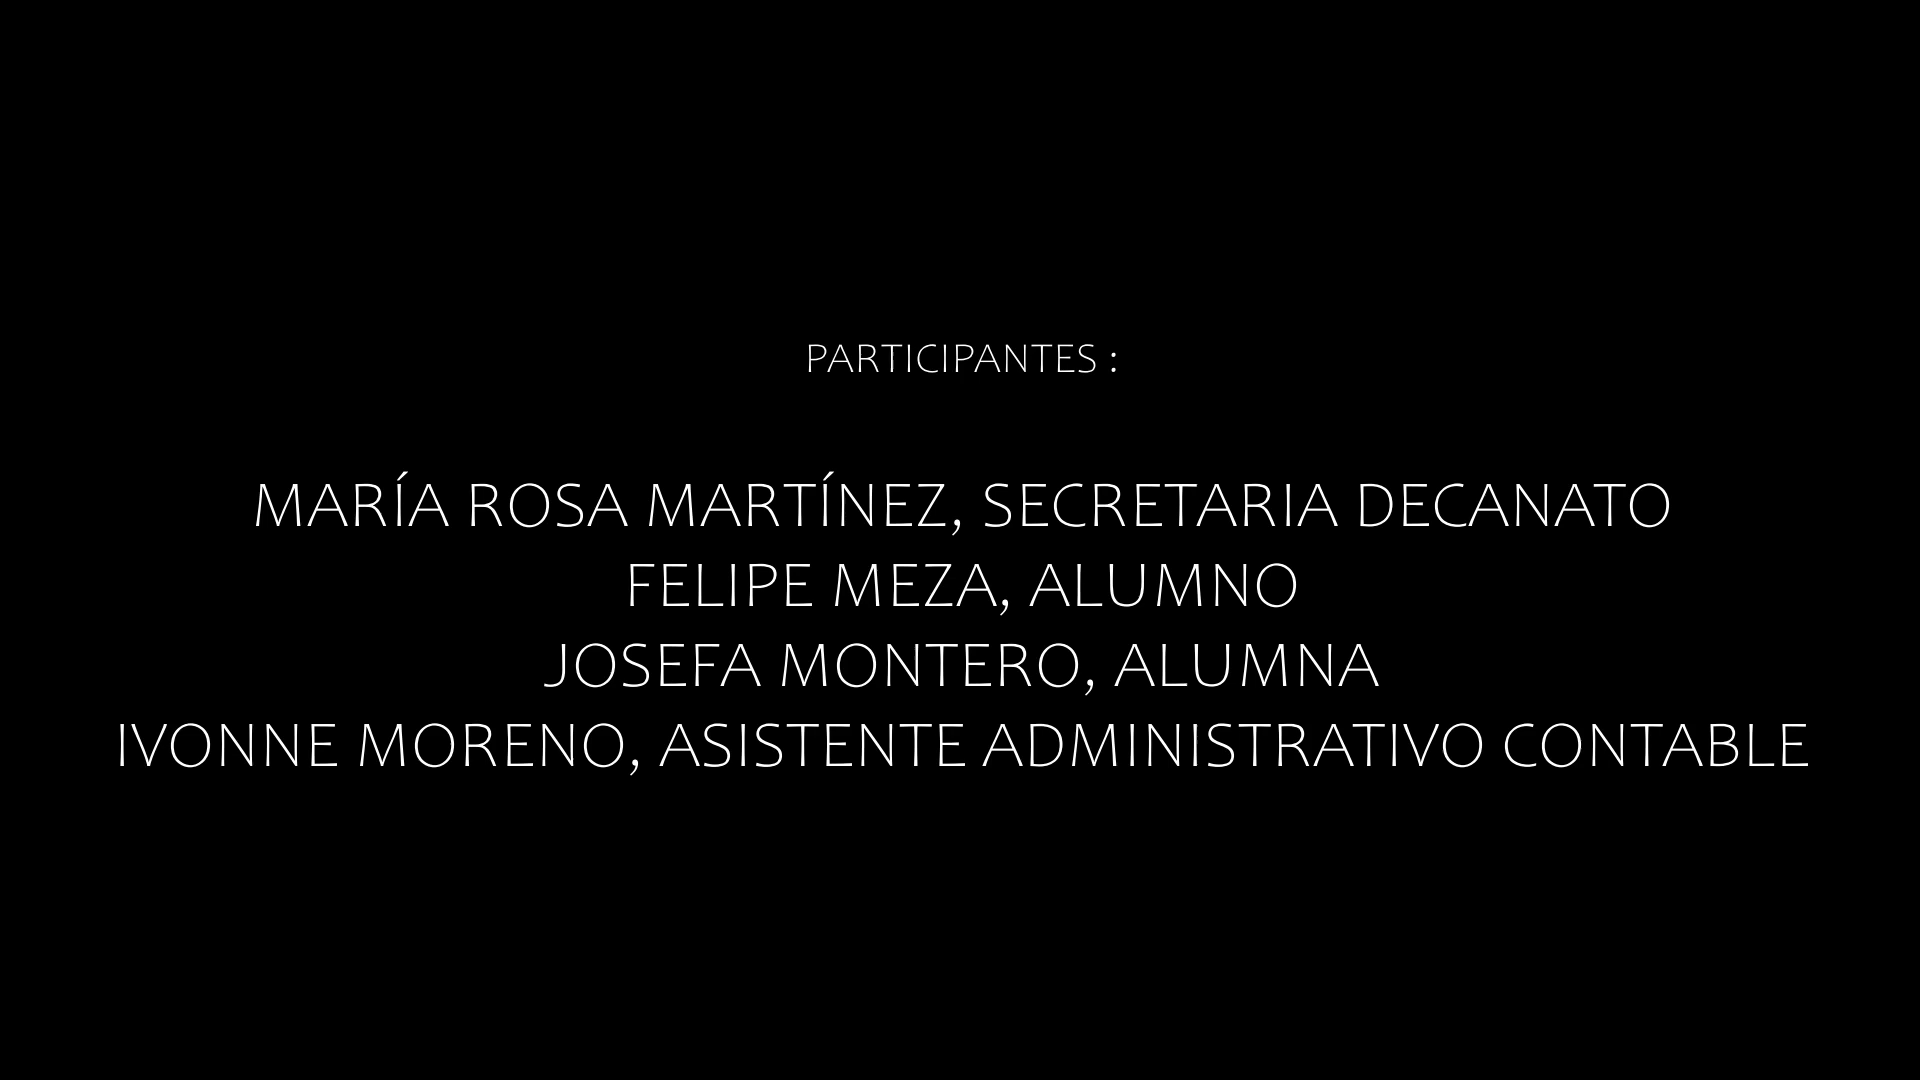 PARTICIPANTES :
MARÍA ROSA MARTÍNEZ, SECRETARIA DECANATO
FELIPE MEZA, ALUMNO
JOSEFA MONTERO, ALUMNA
IVONNE MORENO, ASISTENTE ADMINISTRATIVO CONTABLE